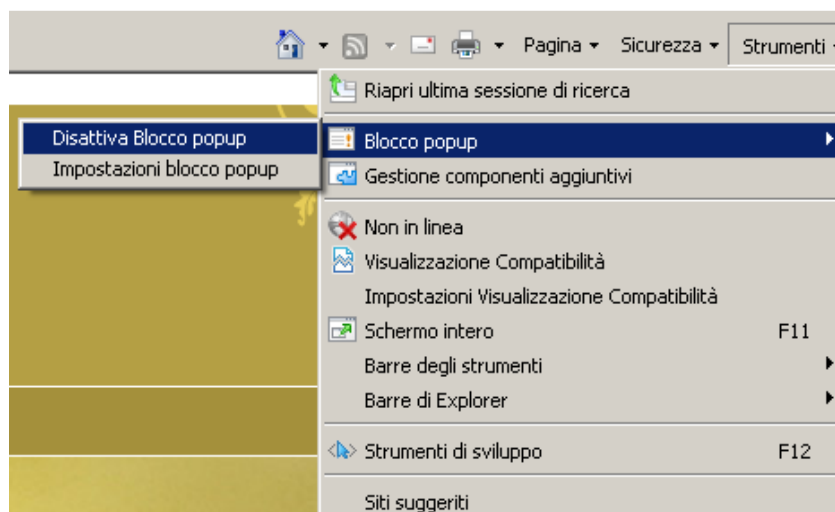 Pagina Sicurezza Strumenti
Riapri ultima sessione di ricerca
Disattiva Blocco popup
Impostazioni blocco popup
Blocco popup
Gestione componenti aggiuntivi
Non in linea
Visualizzazione Compatibilità
Impostazioni Visualizzazione Compatibilità
Schermo intero F11
Barre degli strumenti
Barre di Explorer
Strumenti di sviluppo F12
Siti suggeriti